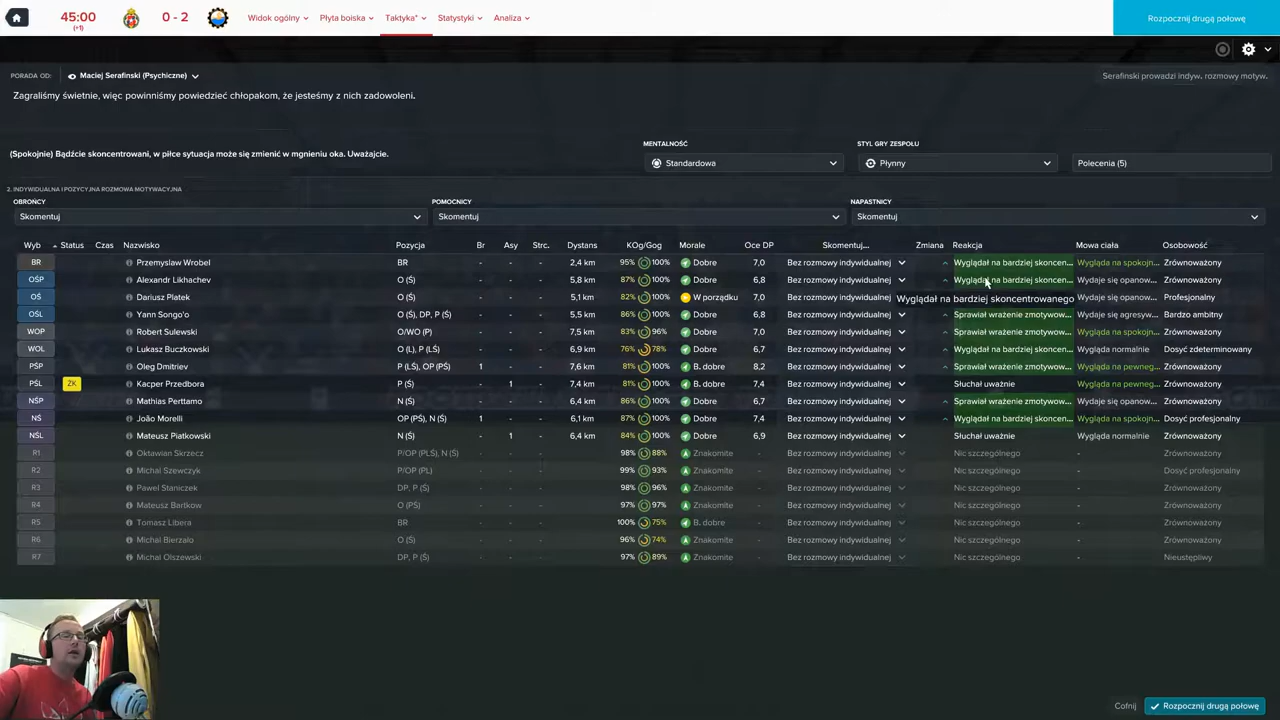 45:00 (+1) 0 - 2 Widok ogólny Płyta boiska Taktyka* Statystyki Analiza Rozpocznij drugą połowę
PORADA OD: Maciej Serafinski (Psychiczne) Serafinski prowadzi indyw. rozmowy motyw.
Zagraliśmy świetnie, więc powinniśmy powiedzieć chłopakom, że jesteśmy z nich zadowoleni.
MENTALNOŚĆ STYL GRY ZESPOŁU
(Spokojnie) Bądźcie skoncentrowani, w piłce sytuacja może się zmienić w mgnieniu oka. Uważajcie.
Standardowa Płynny Polecenia (5)
2. INDYWIDUALNA I POZYCYJNA ROZMOWA MOTYWACYJNA
OBROŃCY POMOCNICY NAPASTNICY
Skomentuj Skomentuj Skomentuj
Wyb Status Czas Nazwisko Pozycja Br Asy Strc. Dystans KOg/Gog Morale Oce DP Skomentuj... Zmiana Reakcja Mowa ciała Osobowość
BR Przemyslaw Wrobel BR - - - 2,4 km 95% 100% Dobre 7,0 Bez rozmowy indywidualnej Wyglądał na bardziej skoncen... Wygląda na spokojn... Zrównoważony
OŚP Alexandr Likhachev O (Ś) - - - 5,8 km 87% 100% Dobre 6,8 Bez rozmowy indywidualnej Wyglądał na bardziej skoncen... Wydaje się opanow... Zrównoważony
OŚ Dariusz Platek O (Ś) - - - 5,1 km 82% 100% W porządku 7,0 Bez rozmowy indywidualnej Wyglądał na bardziej skoncentrowanego Wydaje się opanow... Profesjonalny
OŚL Yann Songo'o O (Ś), DP, P (Ś) - - - 5,5 km 86% 100% Dobre 6,8 Bez rozmowy indywidualnej Sprawiał wrażenie zmotywow... Wydaje się agresyw... Bardzo ambitny
WOP Robert Sulewski O/WO (P) - - - 7,5 km 83% 96% Dobre 7,0 Bez rozmowy indywidualnej Sprawiał wrażenie zmotywow... Wygląda na spokojn... Zrównoważony
WOL Lukasz Buczkowski O (L), P (LŚ) - - - 6,9 km 76% 78% Dobre 6,7 Bez rozmowy indywidualnej Wyglądał na bardziej skoncen... Wygląda normalnie Dosyć zdeterminowany
PŚP Oleg Dmitriev P (LŚ), OP (PŚ) 1 - - 7,6 km 81% 100% B. dobre 8,2 Bez rozmowy indywidualnej Sprawiał wrażenie zmotywow... Wygląda na pewneg... Zrównoważony
PŚL ŻK Kacper Przedbora P (Ś) - 1 - 7,4 km 81% 100% B. dobre 7,4 Bez rozmowy indywidualnej Słuchał uważnie Wygląda na pewneg... Zrównoważony
NŚP Mathias Perttamo N (Ś) - - - 6,4 km 86% 100% Dobre 6,7 Bez rozmowy indywidualnej Sprawiał wrażenie zmotywow... Wydaje się opanow... Zrównoważony
NŚ João Morelli OP (PŚ), N (Ś) 1 - - 6,1 km 87% 100% Dobre 7,4 Bez rozmowy indywidualnej Wyglądał na bardziej skoncen... Wygląda na spokojn... Dosyć profesjonalny
NŚL Mateusz Piatkowski N (Ś) - 1 - 6,4 km 84% 100% Dobre 6,9 Bez rozmowy indywidualnej Słuchał uważnie Wygląda normalnie Zrównoważony
R1 Oktawian Skrzecz P/OP (PLŚ), N (Ś) - - - - 98% 88% Znakomite - Bez rozmowy indywidualnej Nic szczególnego - Zrównoważony
R2 Michal Szewczyk P/OP (PL) - - - - 99% 93% Znakomite - Bez rozmowy indywidualnej Nic szczególnego - Dosyć profesjonalny
R3 Pawel Staniczek DP, P (Ś) - - - - 98% 96% Znakomite - Bez rozmowy indywidualnej Nic szczególnego - Zrównoważony
R4 Mateusz Bartkow O (PŚ) - - - - 97% 97% Znakomite - Bez rozmowy indywidualnej Nic szczególnego - Zrównoważony
R5 Tomasz Libera BR - - - - 100% 75% B. dobre - Bez rozmowy indywidualnej Nic szczególnego - Zrównoważony
R6 Michal Bierzalo O (Ś) - - - - 96% 74% Znakomite - Bez rozmowy indywidualnej Nic szczególnego - Zrównoważony
R7 Michal Olszewski DP, P (Ś) - - - - 97% 89% Znakomite - Bez rozmowy indywidualnej Nic szczególnego - Nieustępliwy
Cofnij Rozpocznij drugą połowę